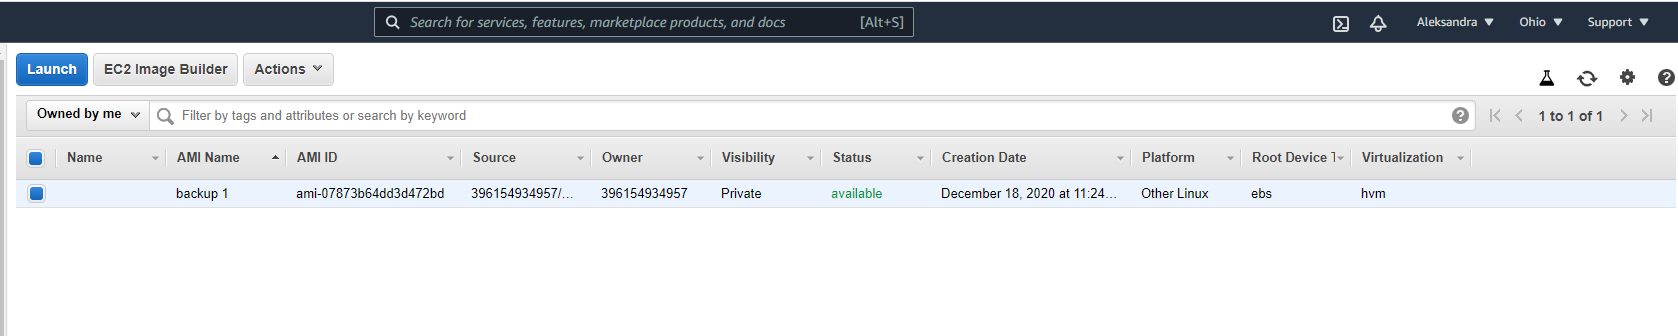 Search for services, features, marketplace products, and docs [Alt+S] Aleksandra Ohio Support
Launch EC2 Image Builder Actions
Owned by me Filter by tags and attributes or search by keyword 1 to 1 of 1
Name AMI Name AMI ID Source Owner Visibility Status Creation Date Platform Root Device T Virtualization
backup 1 ami-07873b64dd3d472bd 396154934957/... 396154934957 Private available December 18, 2020 at 11:24... Other Linux ebs hvm